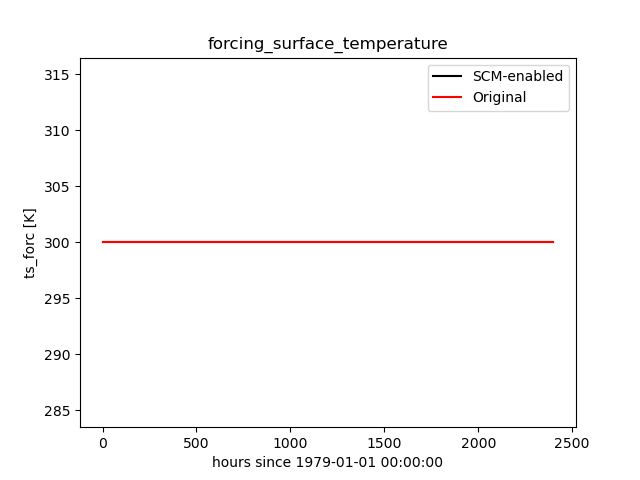 forcing_surface_temperature
SCM-enabled
Original
ts_forc [K]
315
310
305
300
295
290
285
0 500 1000 1500 2000 2500
hours since 1979-01-01 00:00:00